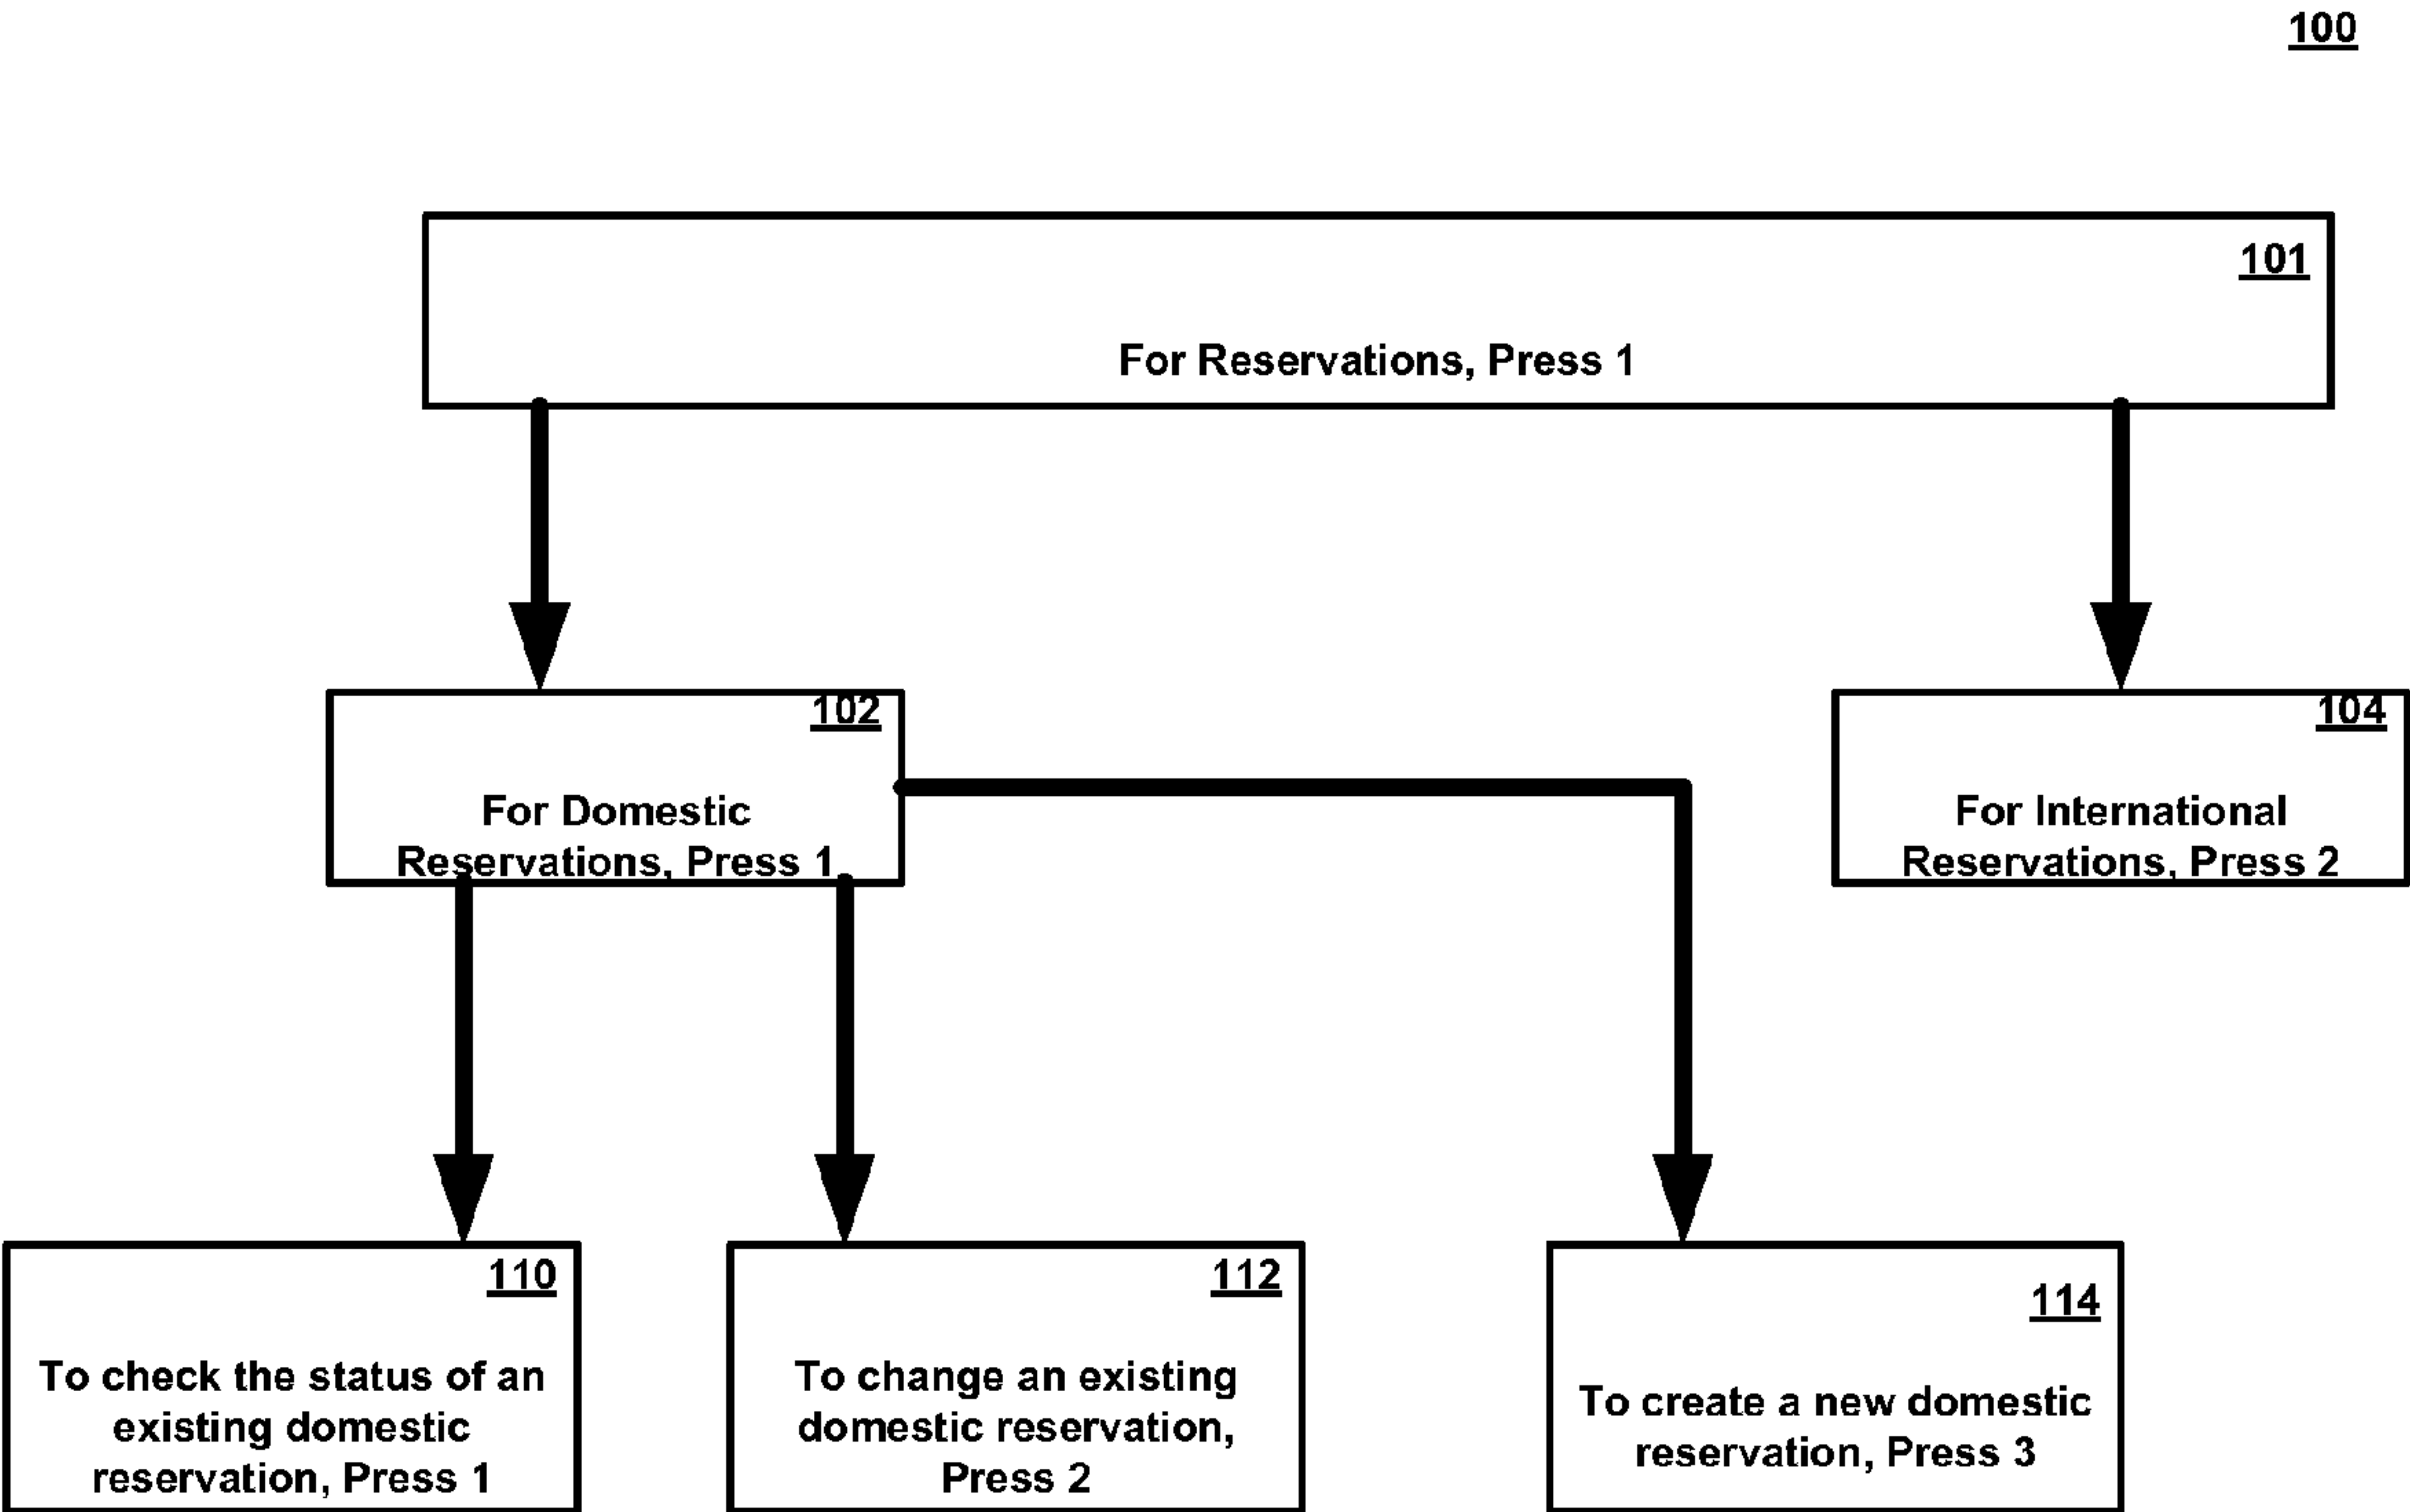 100
101
For Reservations, Press 1
102
For Domestic
Reservations, Press 1
104
For International
Reservations, Press 2
110
To check the status of an
existing domestic
reservation, Press 1
112
To change an existing
domestic reservation,
Press 2
114
To create a new domestic
reservation, Press 3